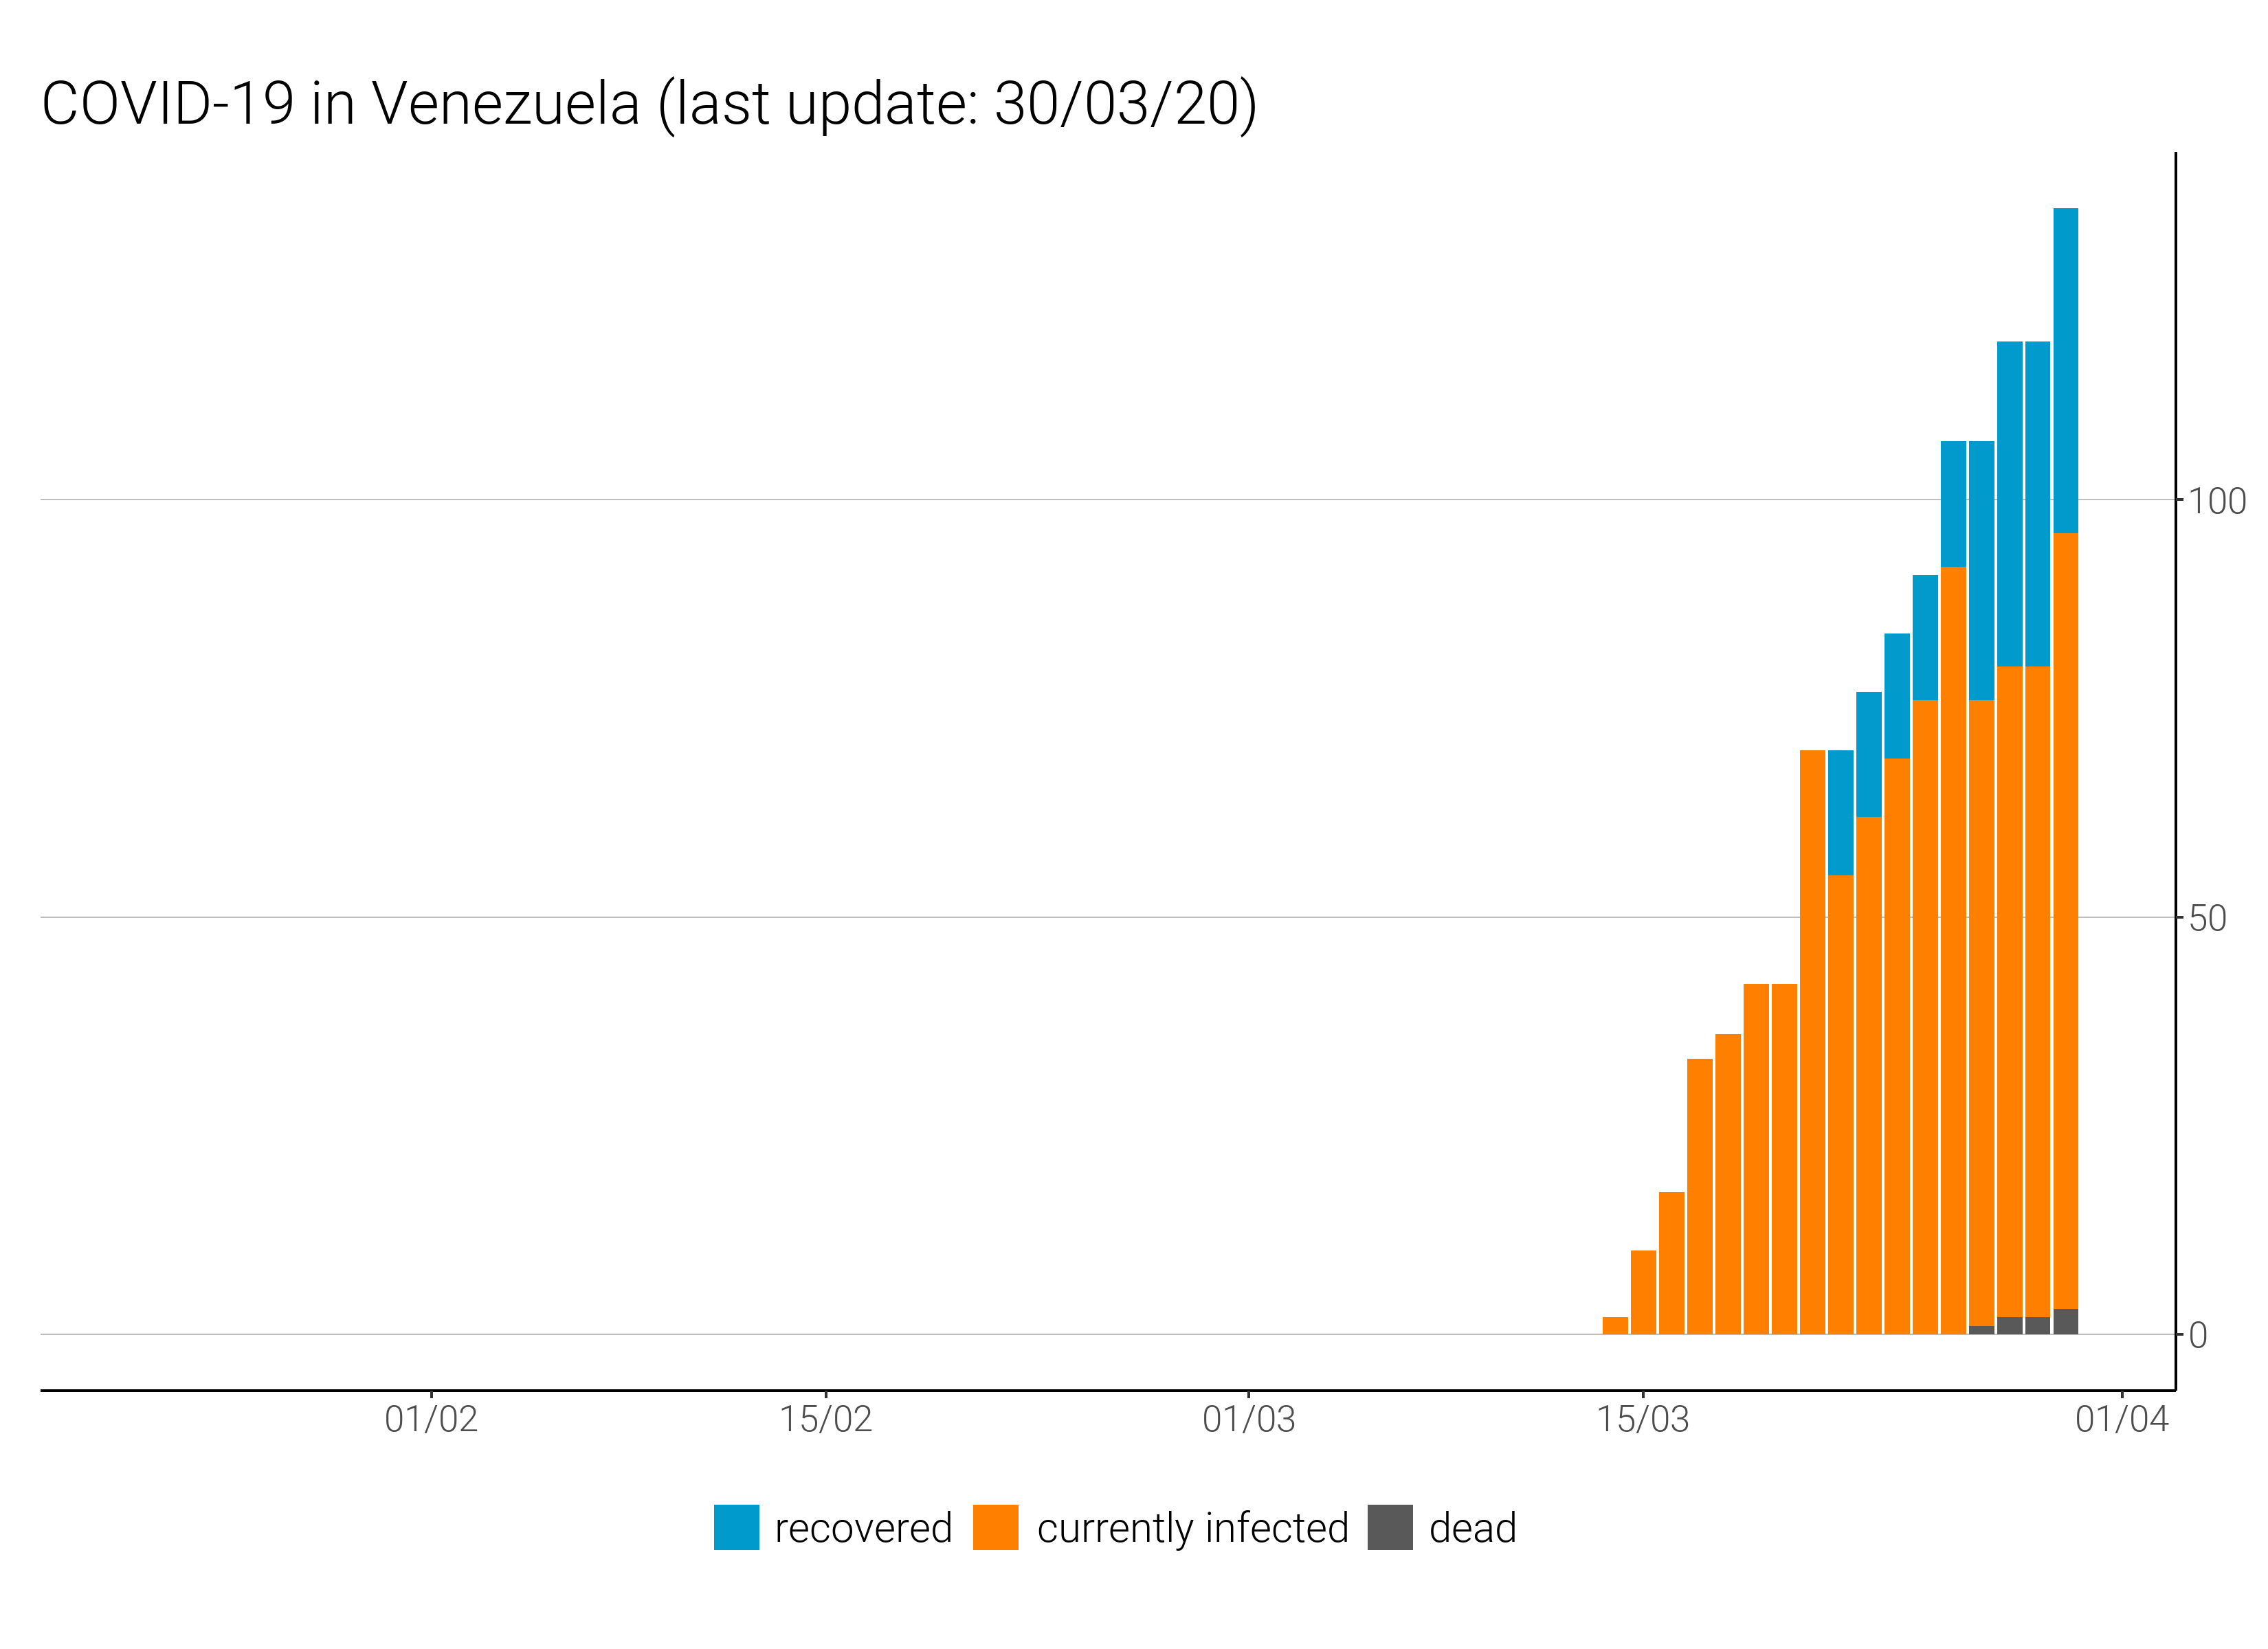 COVID-19 in Venezuela (last update: 30/03/20)
100
50
0
01/02 15/02 01/03 15/03 01/04
recovered currently infected dead